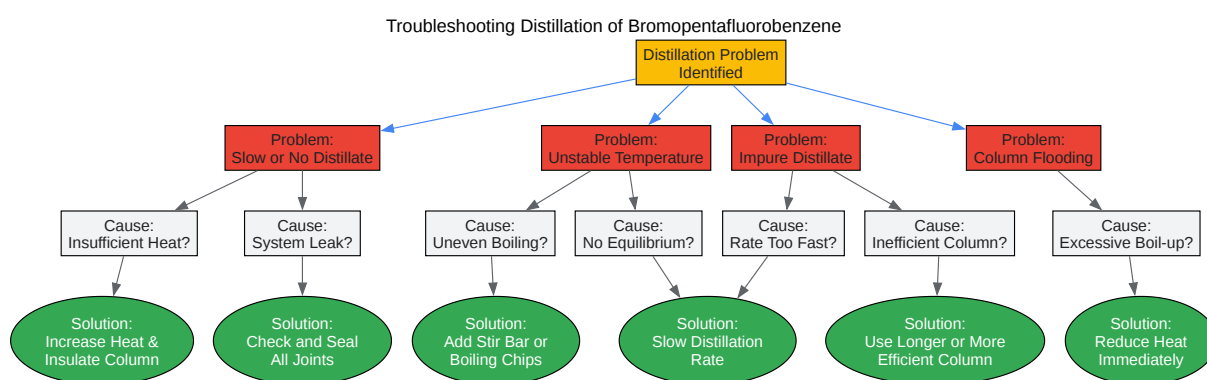 Troubleshooting Distillation of Bromopentafluorobenzene
Distillation Problem
Identified
Problem:
Slow or No Distillate
Problem:
Unstable Temperature
Problem:
Impure Distillate
Problem:
Column Flooding
Cause:
Insufficient Heat?
Cause:
System Leak?
Cause:
Uneven Boiling?
Cause:
No Equilibrium?
Cause:
Rate Too Fast?
Cause:
Inefficient Column?
Cause:
Excessive Boil-up?
Solution:
Increase Heat &
Insulate Column
Solution:
Check and Seal
All Joints
Solution:
Add Stir Bar or
Boiling Chips
Solution:
Slow Distillation
Rate
Solution:
Use Longer or More
Efficient Column
Solution:
Reduce Heat
Immediately